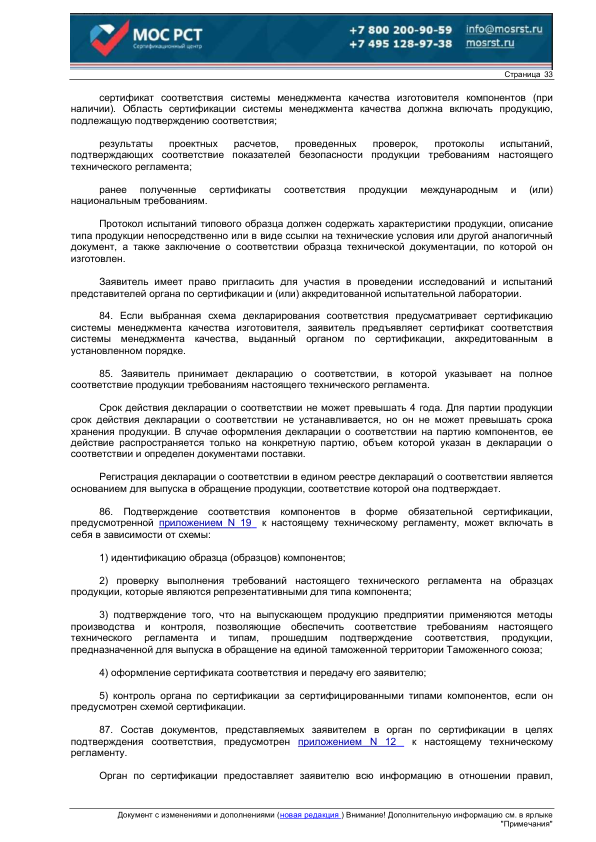 МОС РСТ
Сертификационный центр
+7 800 200-90-59 info@mosrst.ru
+7 495 128-97-38 mosrst.ru
Страница 33
сертификат соответствия системы менеджмента качества изготовителя компонентов (при
наличии). Область сертификации системы менеджмента качества должна включать продукцию,
подлежащую подтверждению соответствия;
результаты проектных расчетов, проведенных проверок, протоколы испытаний,
подтверждающих соответствие показателей безопасности продукции требованиям настоящего
технического регламента;
ранее полученные сертификаты соответствия продукции международным и (или)
национальным требованиям.
Протокол испытаний типового образца должен содержать характеристики продукции, описание
типа продукции непосредственно или в виде ссылки на технические условия или другой аналогичный
документ, а также заключение о соответствии образца технической документации, по которой он
изготовлен.
Заявитель имеет право пригласить для участия в проведении исследований и испытаний
представителей органа по сертификации и (или) аккредитованной испытательной лаборатории.
84. Если выбранная схема декларирования соответствия предусматривает сертификацию
системы менеджмента качества изготовителя, заявитель предъявляет сертификат соответствия
системы менеджмента качества, выданный органом по сертификации, аккредитованным в
установленном порядке.
85. Заявитель принимает декларацию о соответствии, в которой указывает на полное
соответствие продукции требованиям настоящего технического регламента.
Срок действия декларации о соответствии не может превышать 4 года. Для партии продукции
срок действия декларации о соответствии не устанавливается, но он не может превышать срока
хранения продукции. В случае оформления декларации о соответствии на партию компонентов, ее
действие распространяется только на конкретную партию, объем которой указан в декларации о
соответствии и определен документами поставки.
Регистрация декларации о соответствии в едином реестре деклараций о соответствии является
основанием для выпуска в обращение продукции, соответствие которой она подтверждает.
86. Подтверждение соответствия компонентов в форме обязательной сертификации,
предусмотренной приложением N 19 к настоящему техническому регламенту, может включать в
себя в зависимости от схемы:
1) идентификацию образца (образцов) компонентов;
2) проверку выполнения требований настоящего технического регламента на образцах
продукции, которые являются репрезентативными для типа компонента;
3) подтверждение того, что на выпускающем продукцию предприятии применяются методы
производства и контроля, позволяющие обеспечить соответствие требованиям настоящего
технического регламента и типам, прошедшим подтверждение соответствия, продукции,
предназначенной для выпуска в обращение на единой таможенной территории Таможенного союза;
4) оформление сертификата соответствия и передачу его заявителю;
5) контроль органа по сертификации за сертифицированными типами компонентов, если он
предусмотрен схемой сертификации.
87. Состав документов, представляемых заявителем в орган по сертификации в целях
подтверждения соответствия, предусмотрен приложением N 12 к настоящему техническому
регламенту.
Орган по сертификации предоставляет заявителю всю информацию в отношении правил,
Документ с изменениями и дополнениями (новая редакция ) Внимание! Дополнительную информацию см. в ярлыке
"Примечания"